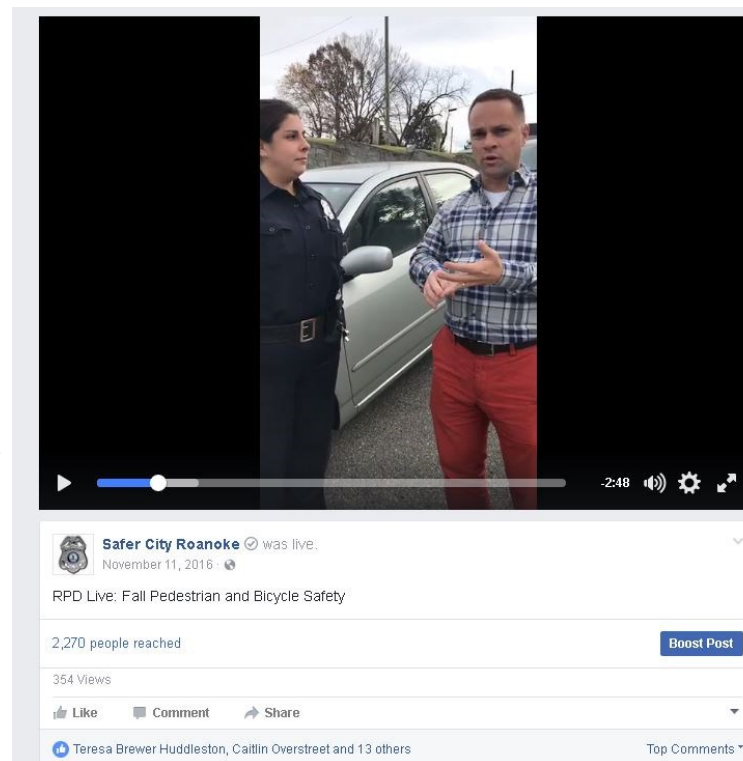 -2:48
Safer City Roanoke was live.
November 11, 2016 ·
RPD Live: Fall Pedestrian and Bicycle Safety
2,270 people reached
Boost Post
354 Views
Like Comment Share
Teresa Brewer Huddleston, Caitlin Overstreet and 13 others
Top Comments